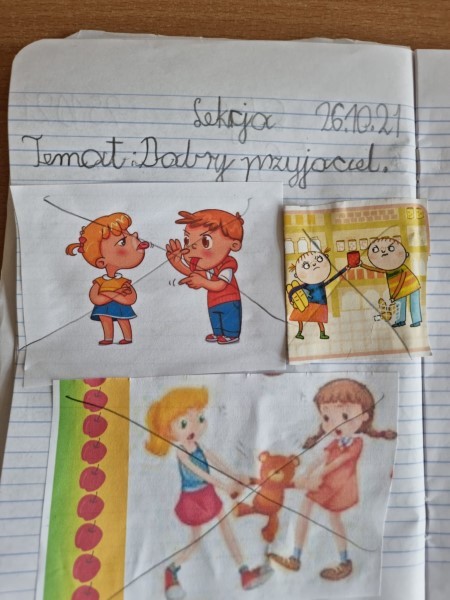 Lekcja 26.10.21
Temat: Dobry przyjaciel.